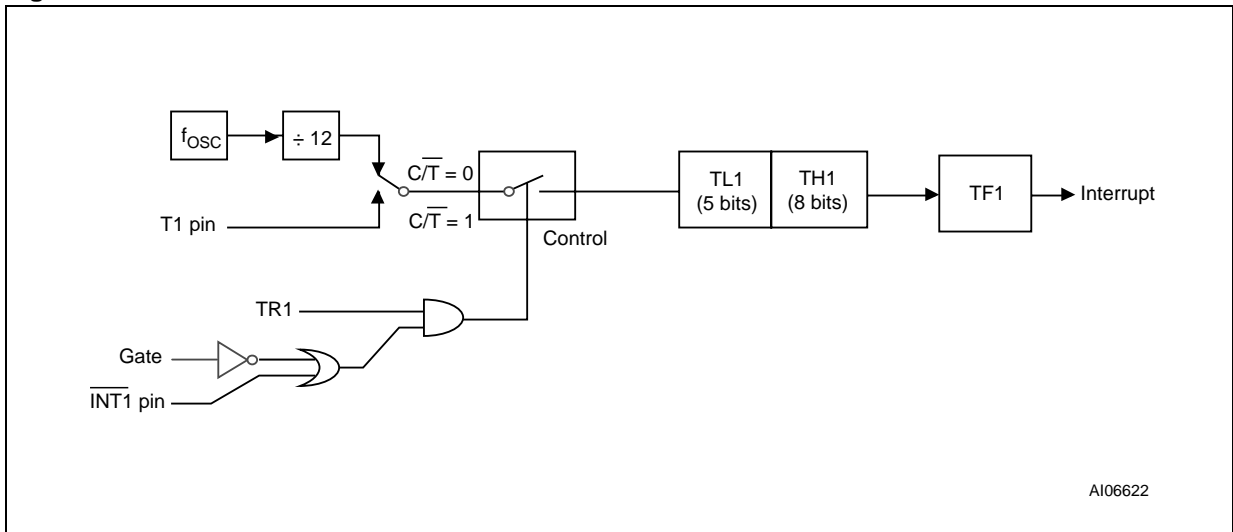 fOSC
÷ 12
C/T̅ = 0
C/T̅ = 1
T1 pin
Control
TL1
(5 bits)
TH1
(8 bits)
TF1
Interrupt
TR1
Gate
I̅N̅T̅1̅ pin
AI06622